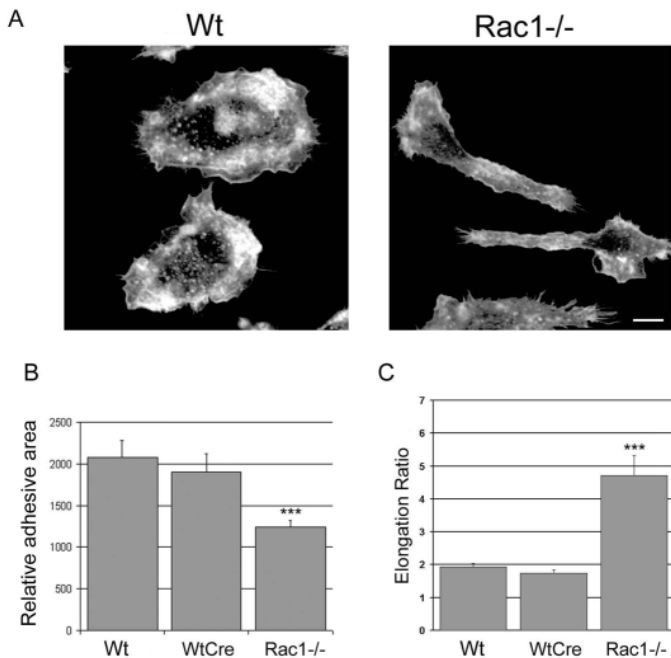 A
Wt
Rac1-/-
B
Relative adhesive area
2500
2000
1500
1000
500
0
***
Wt
WtCre
Rac1-/-
C
Elongation Ratio
7
6
5
4
3
2
1
0
***
Wt
WtCre
Rac1-/-